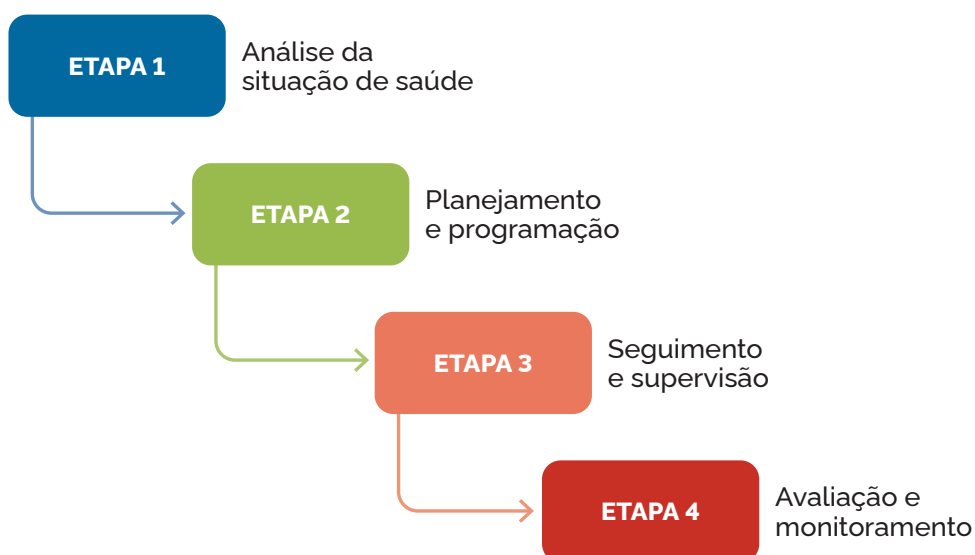 ETAPA 1
Análise da
situação de saúde
ETAPA 2
Planejamento
e programação
ETAPA 3
Seguimento
e supervisão
ETAPA 4
Avaliação e
monitoramento